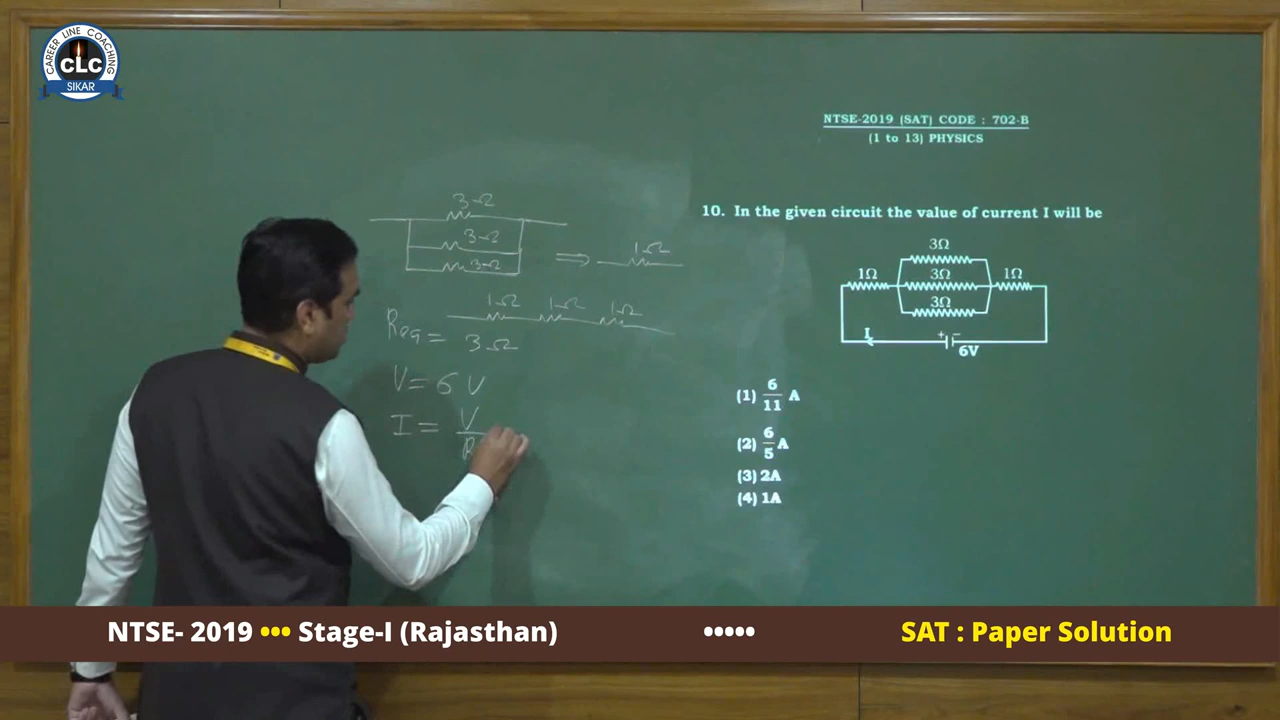 CAREER LINE COACHING
CLC
SIKAR
NTSE-2019 (SAT) CODE : 702-B
(1 to 13) PHYSICS
10. In the given circuit the value of current I will be
3Ω
1Ω 3Ω 1Ω
3Ω
I + −
6V
(1) 6/11 A
(2) 6/5 A
(3) 2A
(4) 1A
3Ω
3Ω
3Ω ⇒ 1Ω
1Ω 1Ω 1Ω
Req = 3Ω
V = 6 V
I = V/R
NTSE- 2019 ••• Stage-I (Rajasthan) ••••• SAT : Paper Solution